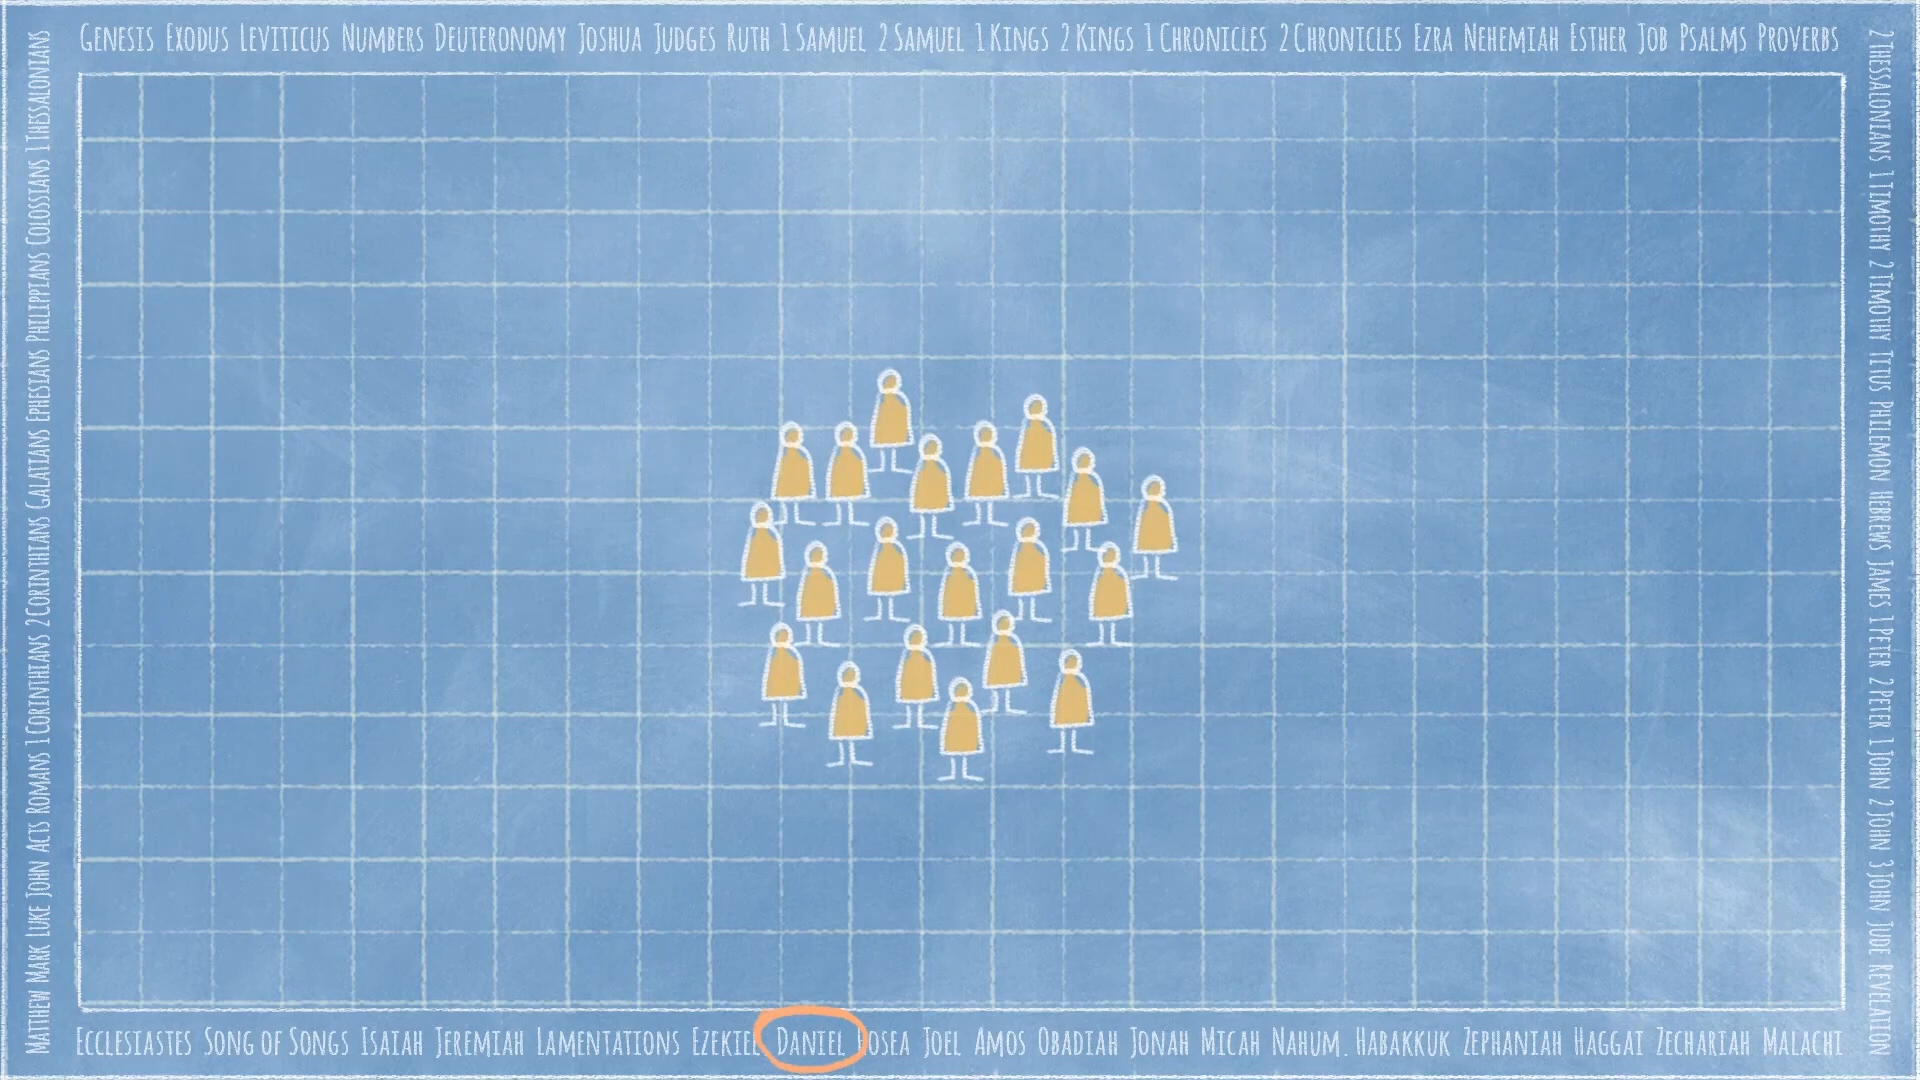 Genesis Exodus Leviticus Numbers Deuteronomy Joshua Judges Ruth 1 Samuel 2 Samuel 1 Kings 2 Kings 1 Chronicles 2 Chronicles Ezra Nehemiah Esther Job Psalms Proverbs
Ecclesiastes Song of Songs Isaiah Jeremiah Lamentations Ezekiel Daniel Hosea Joel Amos Obadiah Jonah Micah Nahum. Habakkuk Zephaniah Haggai Zechariah Malachi
Matthew Mark Luke John Acts Romans 1 Corinthians 2 Corinthians Galatians Ephesians Philippians Colossians 1 Thessalonians
2 Thessalonians 1 Timothy 2 Timothy Titus Philemon Hebrews James 1 Peter 2 Peter 1 John 2 John 3 John Jude Revelation